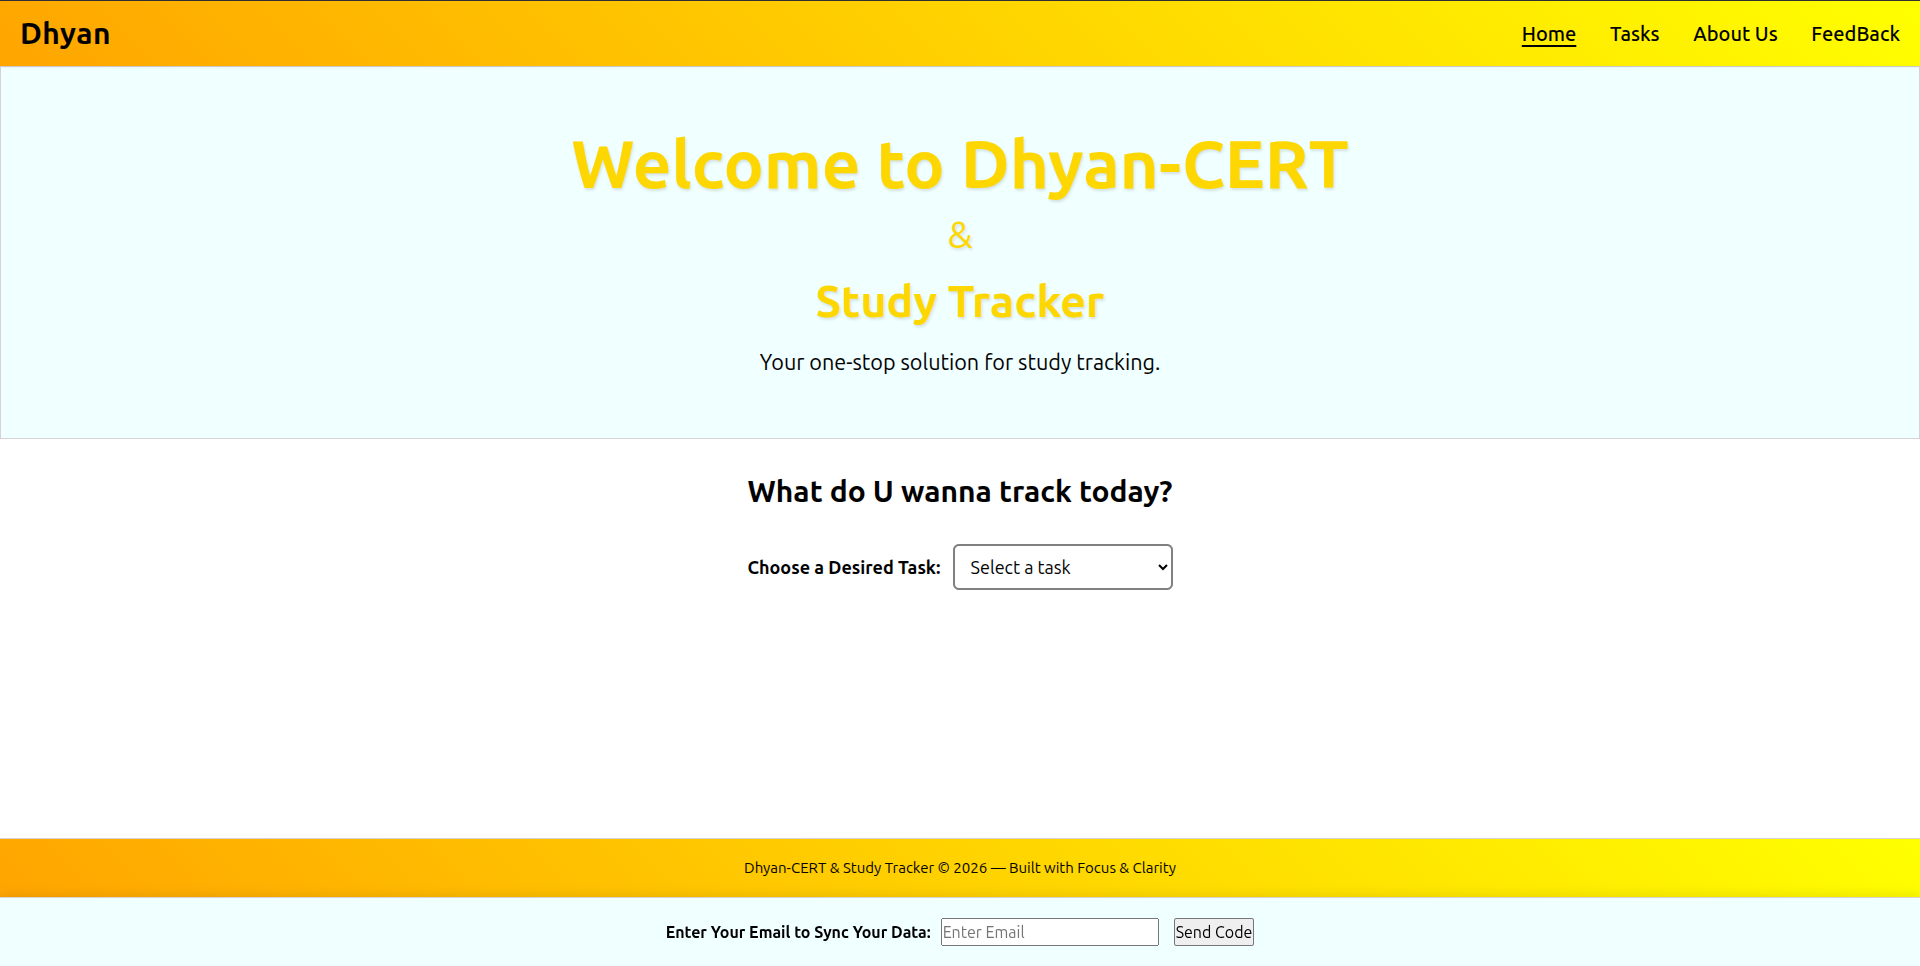 Dhyan
Home Tasks About Us FeedBack
Welcome to Dhyan-CERT
&
Study Tracker
Your one-stop solution for study tracking.
What do U wanna track today?
Choose a Desired Task: Select a task
Dhyan-CERT & Study Tracker © 2026 — Built with Focus & Clarity
Enter Your Email to Sync Your Data: Enter Email Send Code